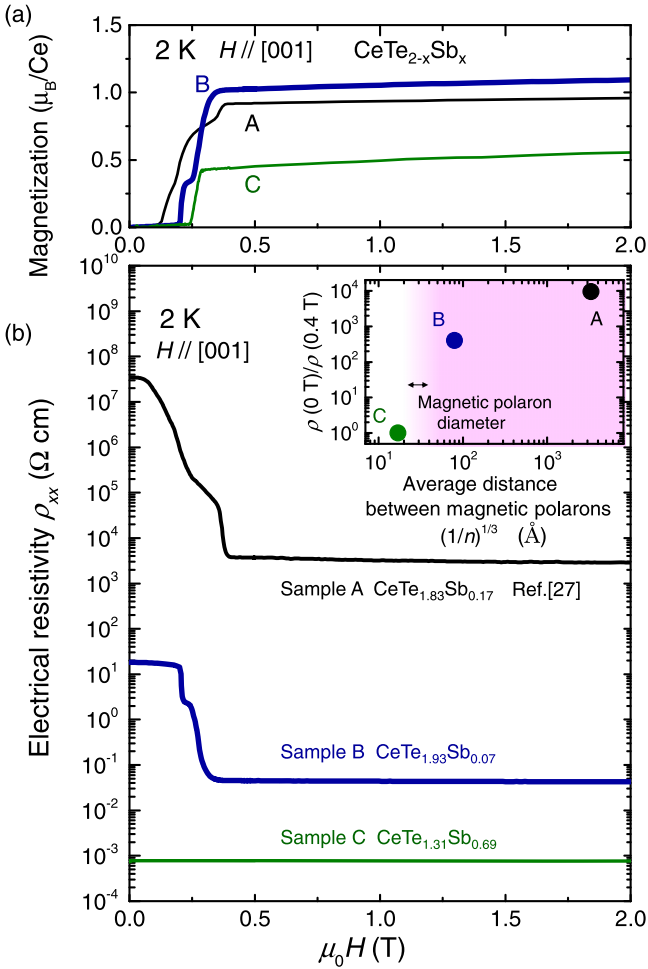 (a)
1.5
1.0
0.5
0.0
Magnetization (μB/Ce)
2 K H // [001] CeTe2-xSbx
B
A
C
0.0 0.5 1.0 1.5 2.0
(b)
10^10
10^9
10^8
10^7
10^6
10^5
10^4
10^3
10^2
10^1
10^0
10^-1
10^-2
10^-3
10^-4
Electrical resistivity ρxx (Ω cm)
2 K
H // [001]
10^4
10^3
10^2
10^1
10^0
ρ (0 T)/ρ (0.4 T)
A
B
C
Magnetic polaron
diameter
10^1 10^2 10^3
Average distance
between magnetic polarons
(1/n)^1/3 (Å)
Sample A CeTe1.83Sb0.17 Ref.[27]
Sample B CeTe1.93Sb0.07
Sample C CeTe1.31Sb0.69
0.0 0.5 1.0 1.5 2.0
μ0H (T)